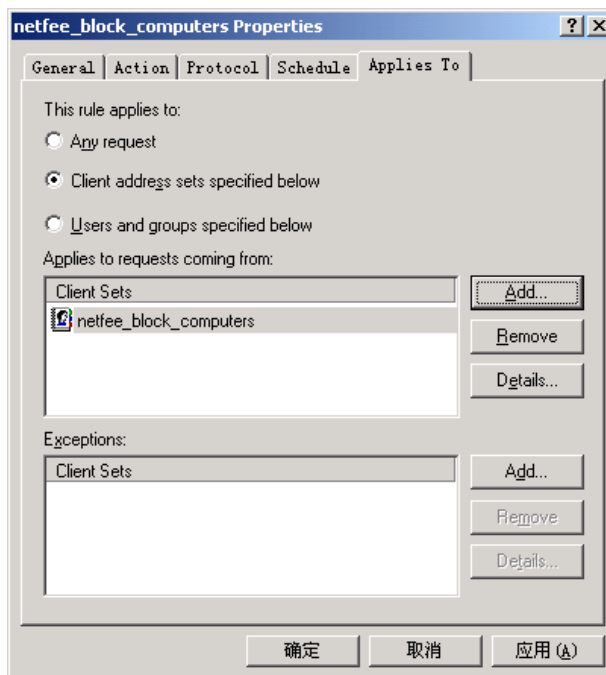 netfee_block_computers Properties
General Action Protocol Schedule Applies To
This rule applies to:
Any request
Client address sets specified below
Users and groups specified below
Applies to requests coming from:
Client Sets
Add...
netfee_block_computers
Remove
Details...
Exceptions:
Client Sets
Add...
Remove
Details...
确定 取消 应用(A)